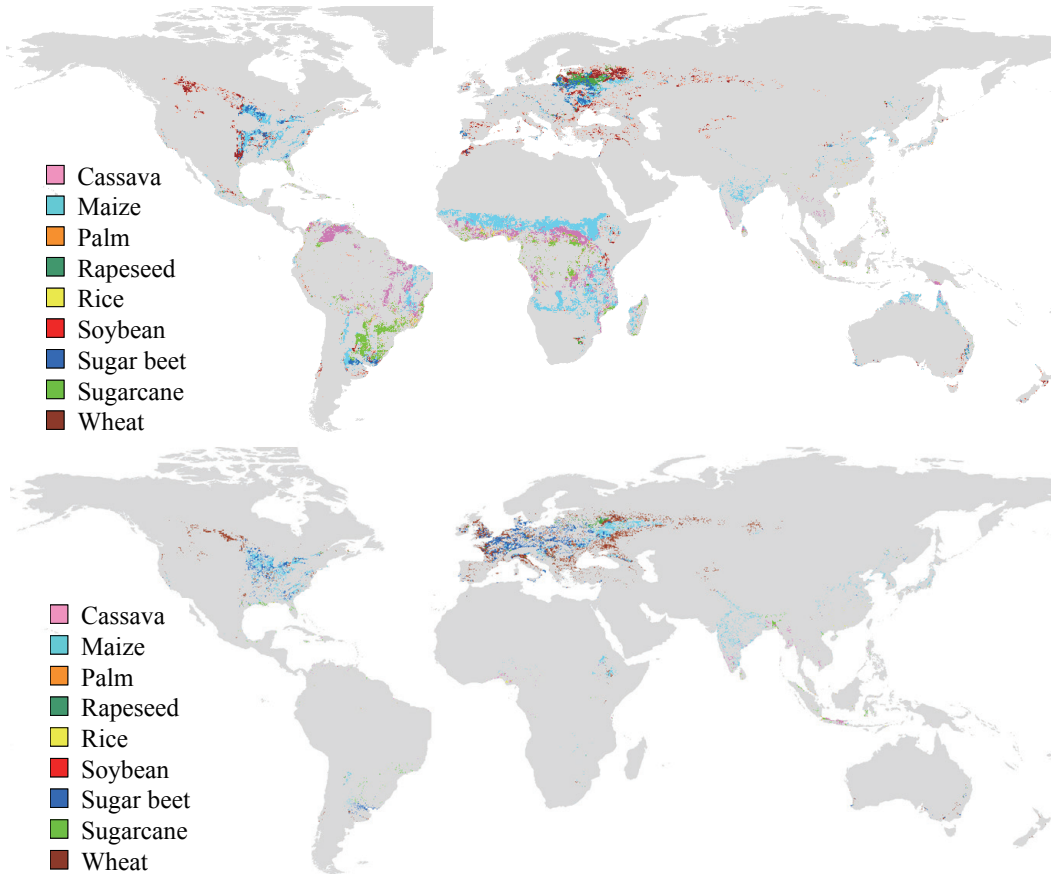 Cassava
Maize
Palm
Rapeseed
Rice
Soybean
Sugar beet
Sugarcane
Wheat
Cassava
Maize
Palm
Rapeseed
Rice
Soybean
Sugar beet
Sugarcane
Wheat